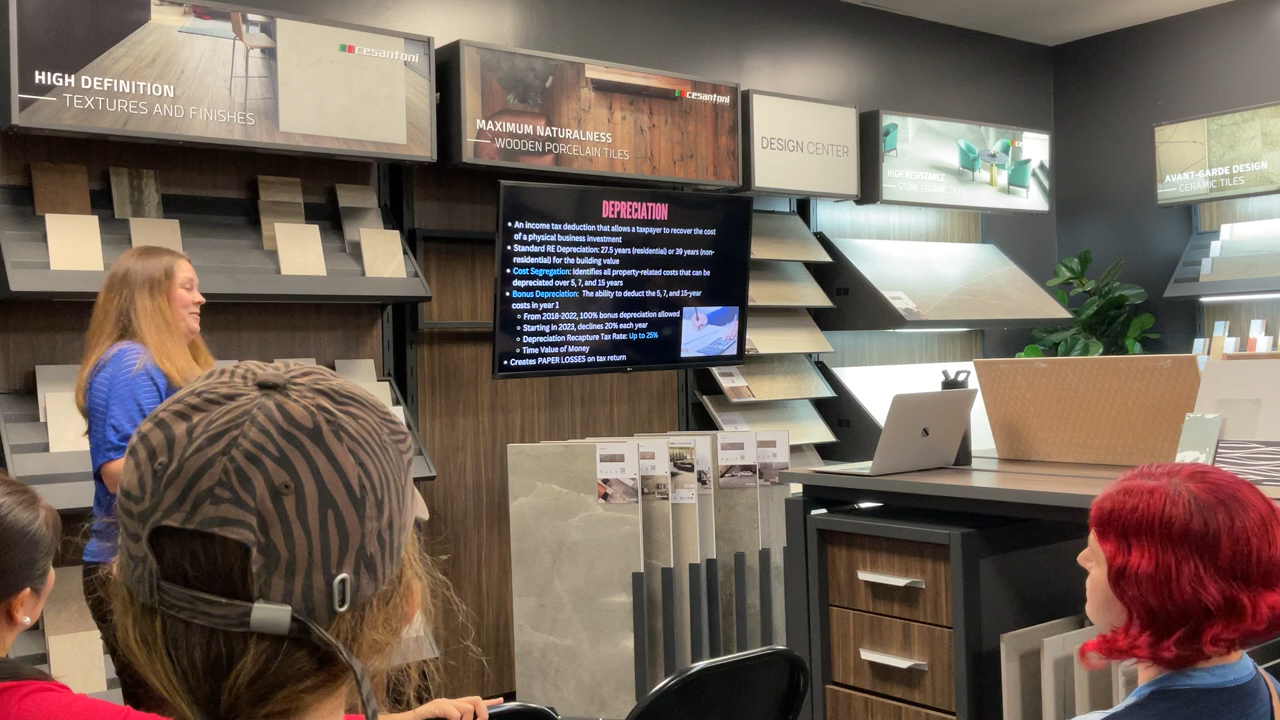 cesantoni
HIGH DEFINITION
TEXTURES AND FINISHES
cesantoni
MAXIMUM NATURALNESS
WOODEN PORCELAIN TILES
DESIGN CENTER
HIGH RESISTANCE
STONE CERAMIC TILES
AVANT-GARDE DESIGN
CERAMIC TILES
DEPRECIATION
• An income tax deduction that allows a taxpayer to recover the cost
of a physical business investment
• Standard RE Depreciation: 27.5 years (residential) or 39 years (non-
residential) for the building value
• Cost Segregation: Identifies all property-related costs that can be
depreciated over 5, 7, and 15 years
• Bonus Depreciation: The ability to deduct the 5, 7, and 15-year
costs in year 1
○ From 2018-2022, 100% bonus depreciation allowed
○ Starting in 2023, declines 20% each year
○ Depreciation Recapture Tax Rate: Up to 25%
○ Time Value of Money
• Creates PAPER LOSSES on tax return
LG